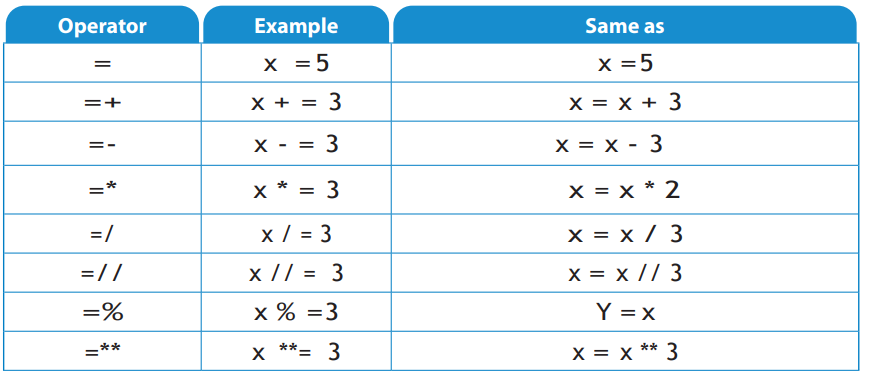 Operator Example Same as
= x =5 x =5
=+ x + = 3 x = x + 3
=- x - = 3 x = x - 3
=* x * = 3 x = x * 2
=/ x / = 3 x = x / 3
=// x // = 3 x = x // 3
=% x % =3 Y = x
=** x **= 3 x = x ** 3